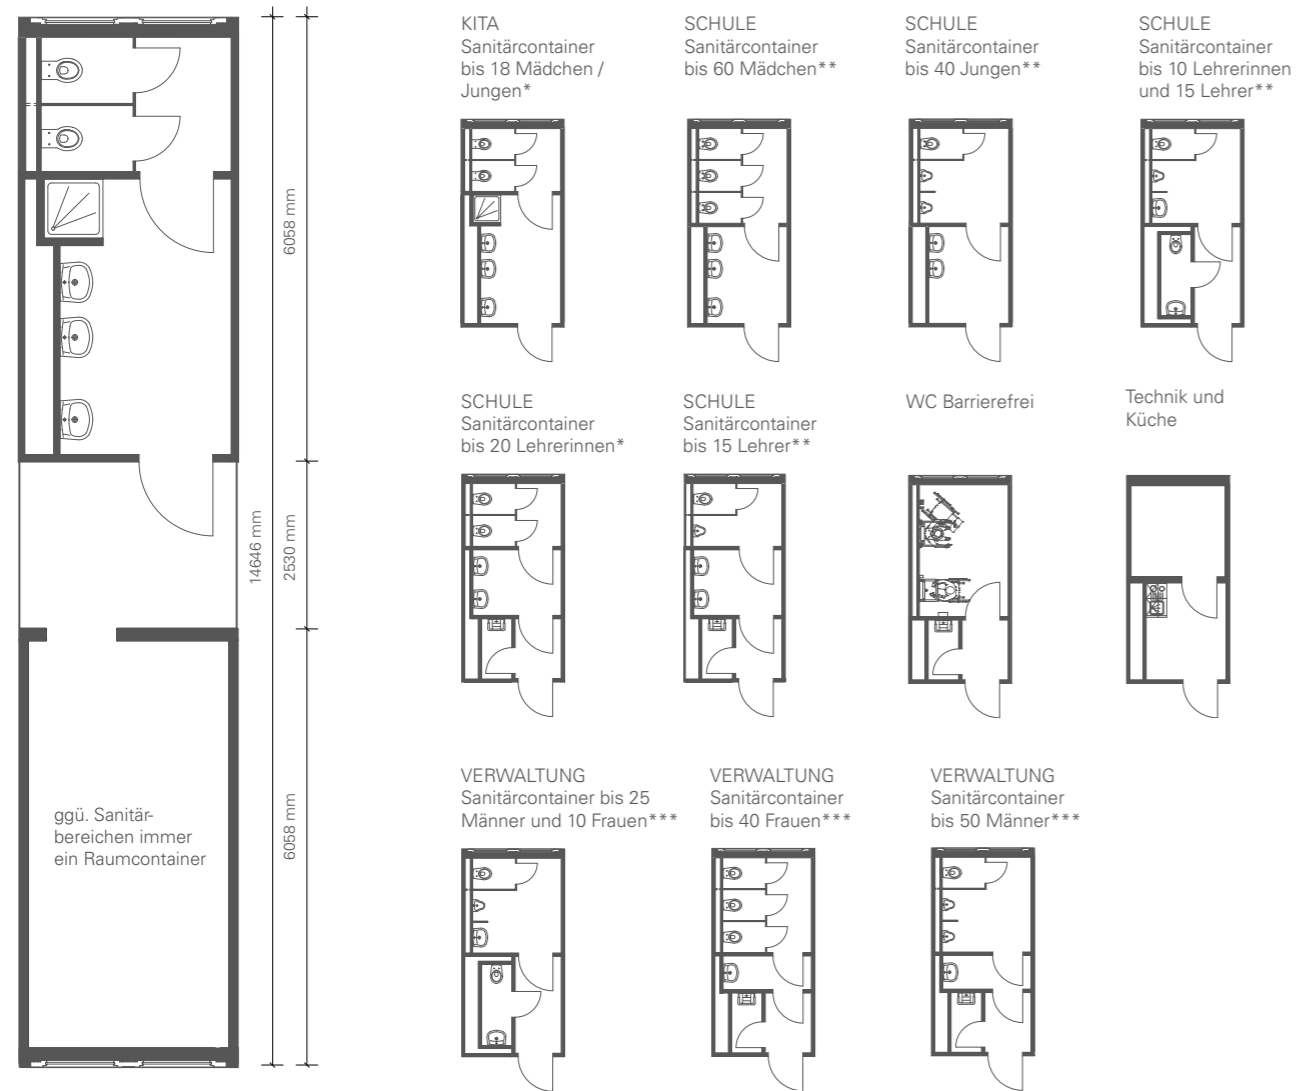 KITA
Sanitärcontainer
bis 18 Mädchen /
Jungen*
SCHULE
Sanitärcontainer
bis 60 Mädchen**
SCHULE
Sanitärcontainer
bis 40 Jungen**
SCHULE
Sanitärcontainer
bis 10 Lehrerinnen
und 15 Lehrer**
6058 mm
14646 mm
2530 mm
6058 mm
SCHULE
Sanitärcontainer
bis 20 Lehrerinnen*
SCHULE
Sanitärcontainer
bis 15 Lehrer**
WC Barrierefrei
Technik und
Küche
VERWALTUNG
Sanitärcontainer bis 25
Männer und 10 Frauen***
VERWALTUNG
Sanitärcontainer
bis 40 Frauen***
VERWALTUNG
Sanitärcontainer
bis 50 Männer***
ggü. Sanitär-
bereichen immer
ein Raumcontainer